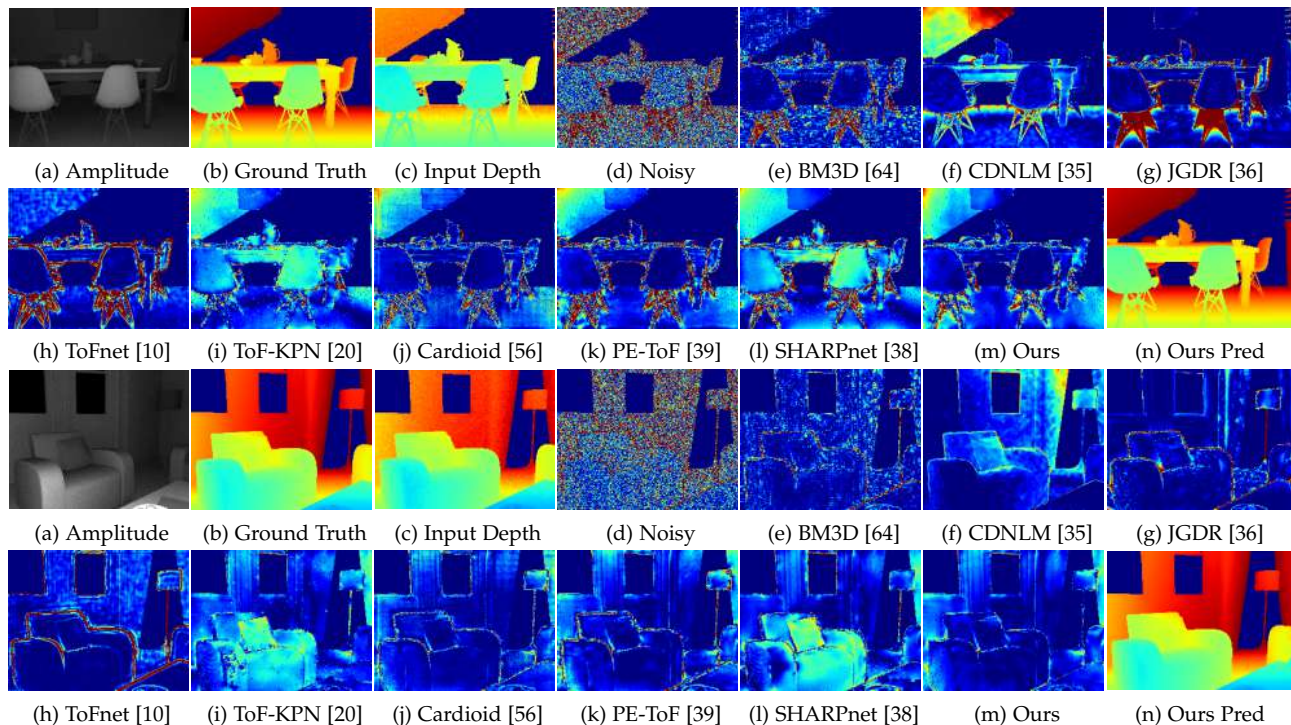 (a) Amplitude (b) Ground Truth (c) Input Depth (d) Noisy (e) BM3D [64] (f) CDNLM [35] (g) JGDR [36]
(h) ToFnet [10] (i) ToF-KPN [20] (j) Cardioid [56] (k) PE-ToF [39] (l) SHARPnet [38] (m) Ours (n) Ours Pred
(a) Amplitude (b) Ground Truth (c) Input Depth (d) Noisy (e) BM3D [64] (f) CDNLM [35] (g) JGDR [36]
(h) ToFnet [10] (i) ToF-KPN [20] (j) Cardioid [56] (k) PE-ToF [39] (l) SHARPnet [38] (m) Ours (n) Ours Pred